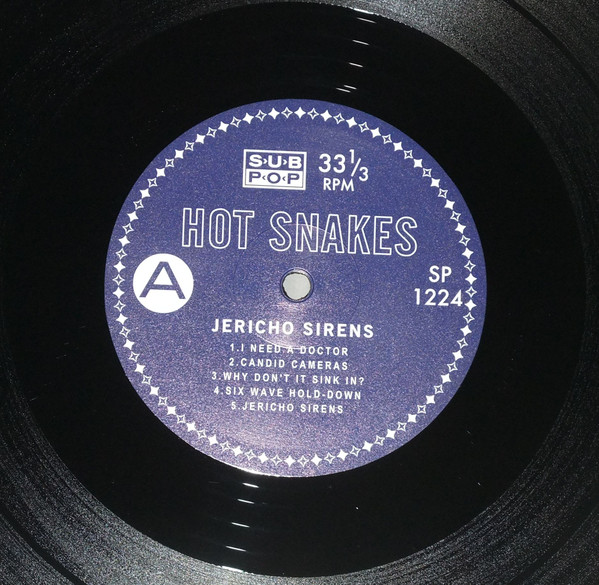 S·U·B
P·O·P
33⅓
RPM
HOT SNAKES
A
SP
1224
JERICHO SIRENS
1.I NEED A DOCTOR
2.CANDID CAMERAS
3.WHY DON'T IT SINK IN?
4.SIX WAVE HOLD-DOWN
5.JERICHO SIRENS